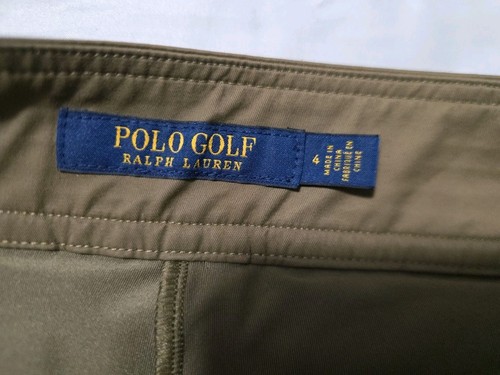 POLO GOLF
RALPH LAUREN
4
MADE IN
CHINA
FABRIQUÉ EN
CHINE